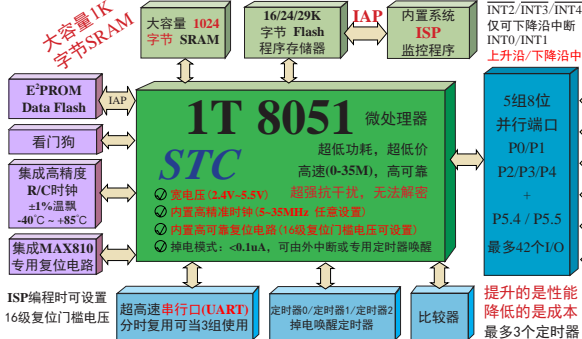 大容量1K
字节SRAM
大容量 1024
字节 SRAM
16/24/29K
字节 Flash
程序存储器
IAP
内置系统
ISP
监控程序
INT2/INT3/INT4
仅可下降沿中断
INT0/INT1
上升沿/下降沿中
E²PROM
Data Flash
IAP
看门狗
集成高精度
R/C时钟
±1%温飘
-40℃ ~ +85℃
集成MAX810
专用复位电路
1T 8051 微处理器
STC
超低功耗，超低价
高速(0-35M)，高可靠
超强抗干扰，无法解密
宽电压(2.4V~5.5V)
内置高精准时钟(5~35MHz 任意设置)
内置高可靠复位电路(16级复位门槛电压可设置)
掉电模式：<0.1uA，可由外中断或专用定时器唤醒
5组8位
并行端口
P0/P1
P2/P3/P4
+
P5.4 / P5.5
最多42个I/O
ISP编程时可设置
16级复位门槛电压
超高速串行口(UART)
分时复用可当3组使用
定时器0/定时器1/定时器2
掉电唤醒定时器
比较器
提升的是性能
降低的是成本
最多3个定时器